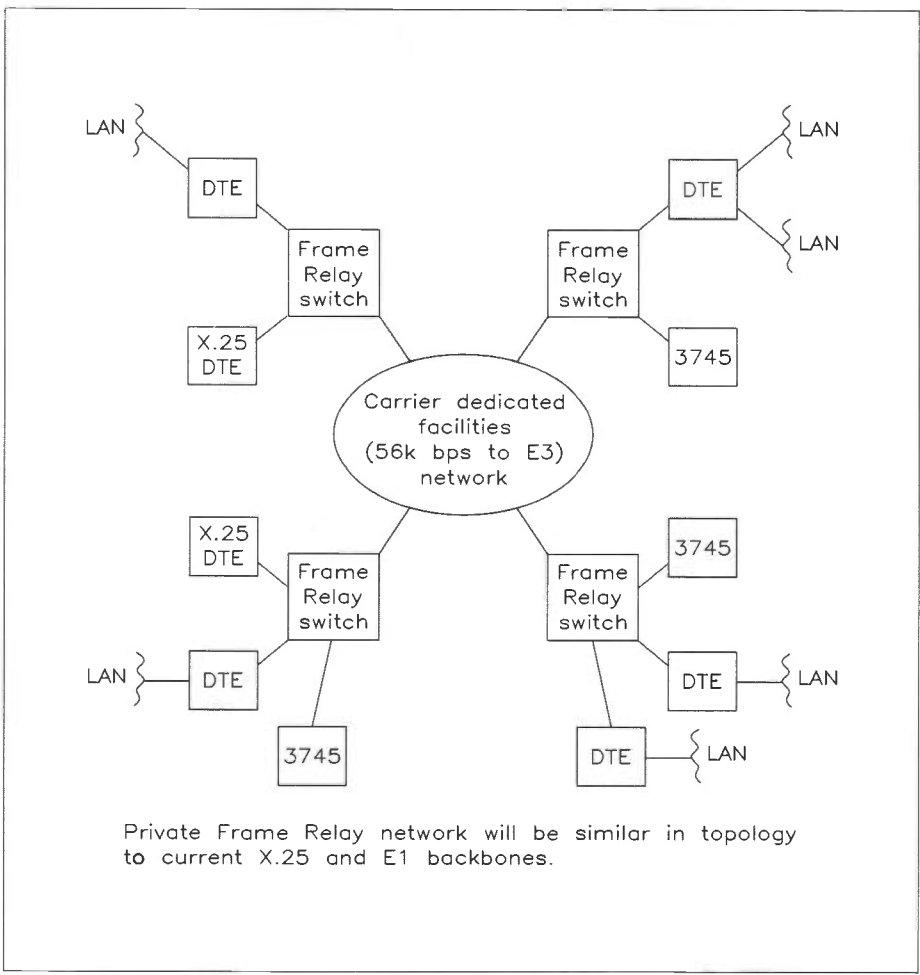 LAN
LAN
DTE
DTE
LAN
Frame
Relay
switch
Frame
Relay
switch
X.25
DTE
3745
Carrier dedicated
facilities
(56k bps to E3)
network
X.25
DTE
3745
Frame
Relay
switch
Frame
Relay
switch
LAN
DTE
DTE
LAN
3745
DTE
LAN
Private Frame Relay network will be similar in topology
to current X.25 and E1 backbones.